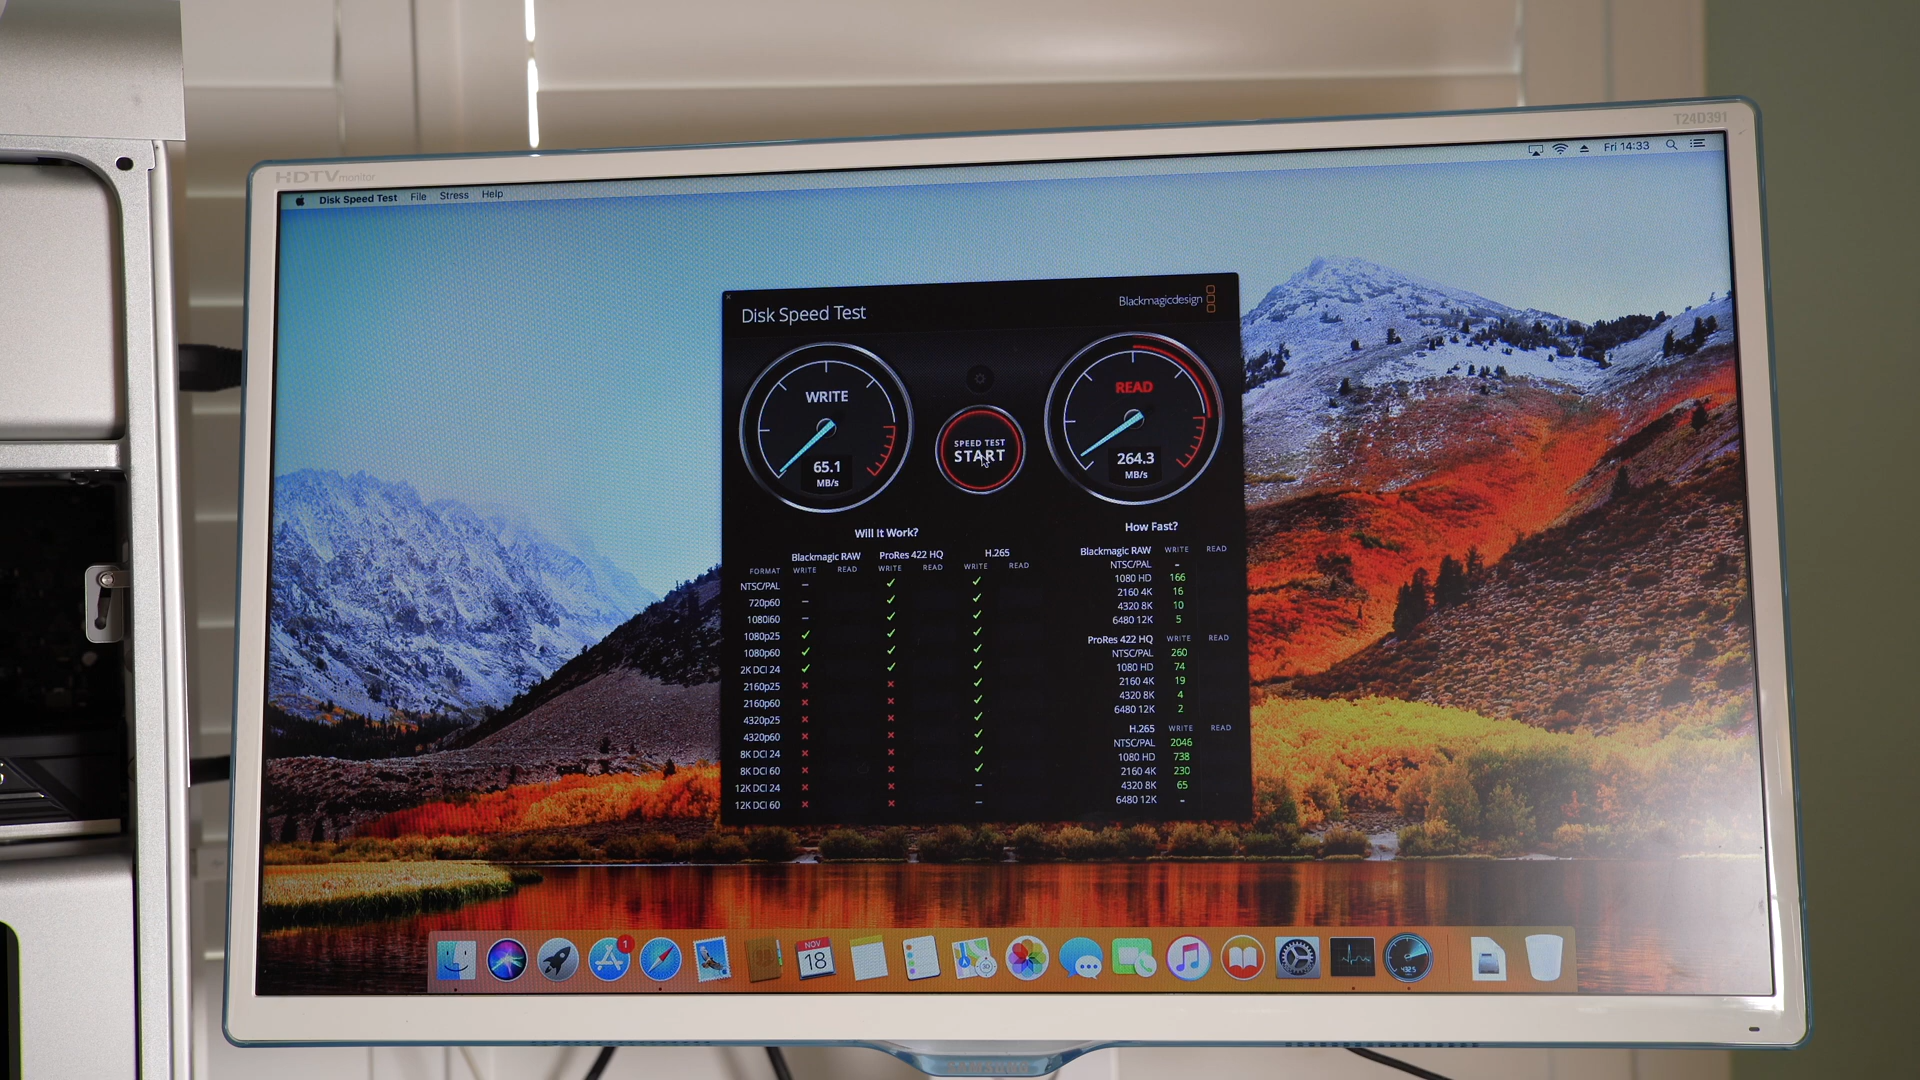 T24D391
HDTV monitor
Disk Speed Test File Stress Help
Fri 14:33
Disk Speed Test
Blackmagicdesign
WRITE
65.1
MB/s
SPEED TEST
START
READ
264.3
MB/s
Will It Work?
Blackmagic RAW ProRes 422 HQ H.265
FORMAT WRITE READ WRITE READ WRITE READ
NTSC/PAL – ✓ ✓
720p60 – ✓ ✓
1080i60 – ✓ ✓
1080p25 ✓ ✓ ✓
1080p60 ✓ ✓ ✓
2K DCI 24 ✓ ✓ ✓
2160p25 × × ✓
2160p60 × × ✓
4320p25 × × ✓
4320p60 × × ✓
8K DCI 24 × × ✓
8K DCI 60 × × ✓
12K DCI 24 × × –
12K DCI 60 × × –
How Fast?
Blackmagic RAW WRITE READ
NTSC/PAL -
1080 HD 166
2160 4K 16
4320 8K 10
6480 12K 5
ProRes 422 HQ WRITE READ
NTSC/PAL 260
1080 HD 74
2160 4K 19
4320 8K 4
6480 12K 2
H.265 WRITE READ
NTSC/PAL 2046
1080 HD 738
2160 4K 230
4320 8K 65
6480 12K -
1
NOV
18
3D
SAMSUNG